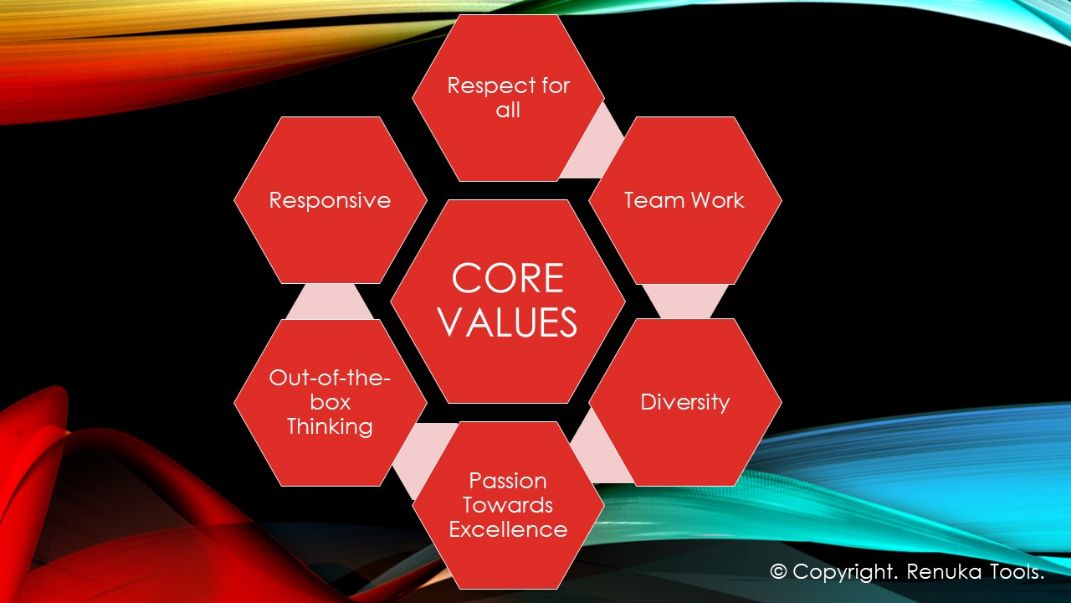 Respect for
all
Team Work
Responsive
CORE
VALUES
Diversity
Out-of-the-
box
Thinking
Passion
Towards
Excellence
© Copyright. Renuka Tools.